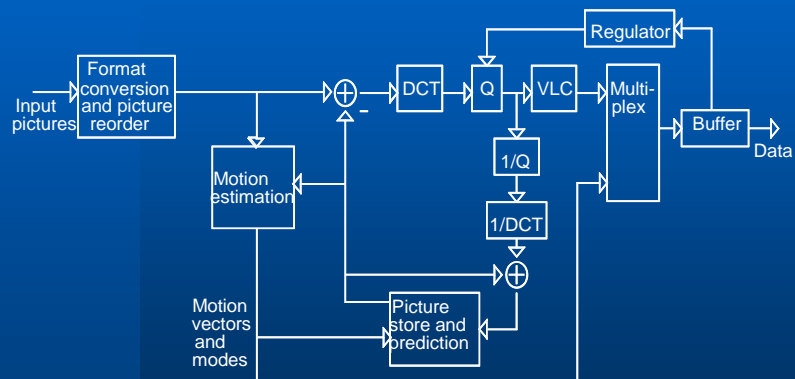 Regulator
Format
conversion
and picture
reorder
Input
pictures
DCT
Q
VLC
Multi-
plex
Buffer
Data
-
1/Q
Motion
estimation
1/DCT
Motion
vectors
and
modes
Picture
store and
prediction